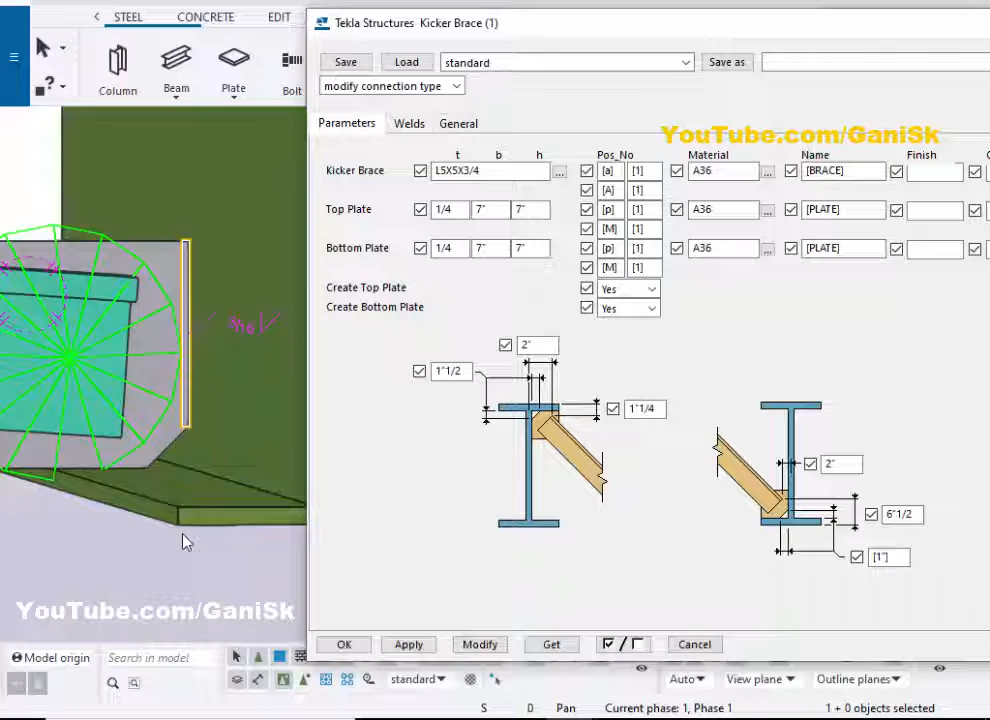 STEEL CONCRETE EDIT
Tekla Structures Kicker Brace (1)
Save Load standard Save as
modify connection type
Column Beam Plate Bolt
Parameters Welds General
YouTube.com/GaniSk
t b h Pos_No Material Name Finish
Kicker Brace L5X5X3/4 ... [a] [1] A36 ... [BRACE]
[A] [1]
Top Plate 1/4 7" 7" [p] [1] A36 ... [PLATE]
[M] [1]
Bottom Plate 1/4 7" 7" [p] [1] A36 ... [PLATE]
[M] [1]
Create Top Plate Yes
Create Bottom Plate Yes
2"
1"1/2
1"1/4
2"
6"1/2
[1"]
YouTube.com/GaniSk
OK Apply Modify Get / Cancel
Model origin Search in model
standard Auto View plane Outline planes
S D Pan Current phase: 1, Phase 1 1 + 0 objects selected